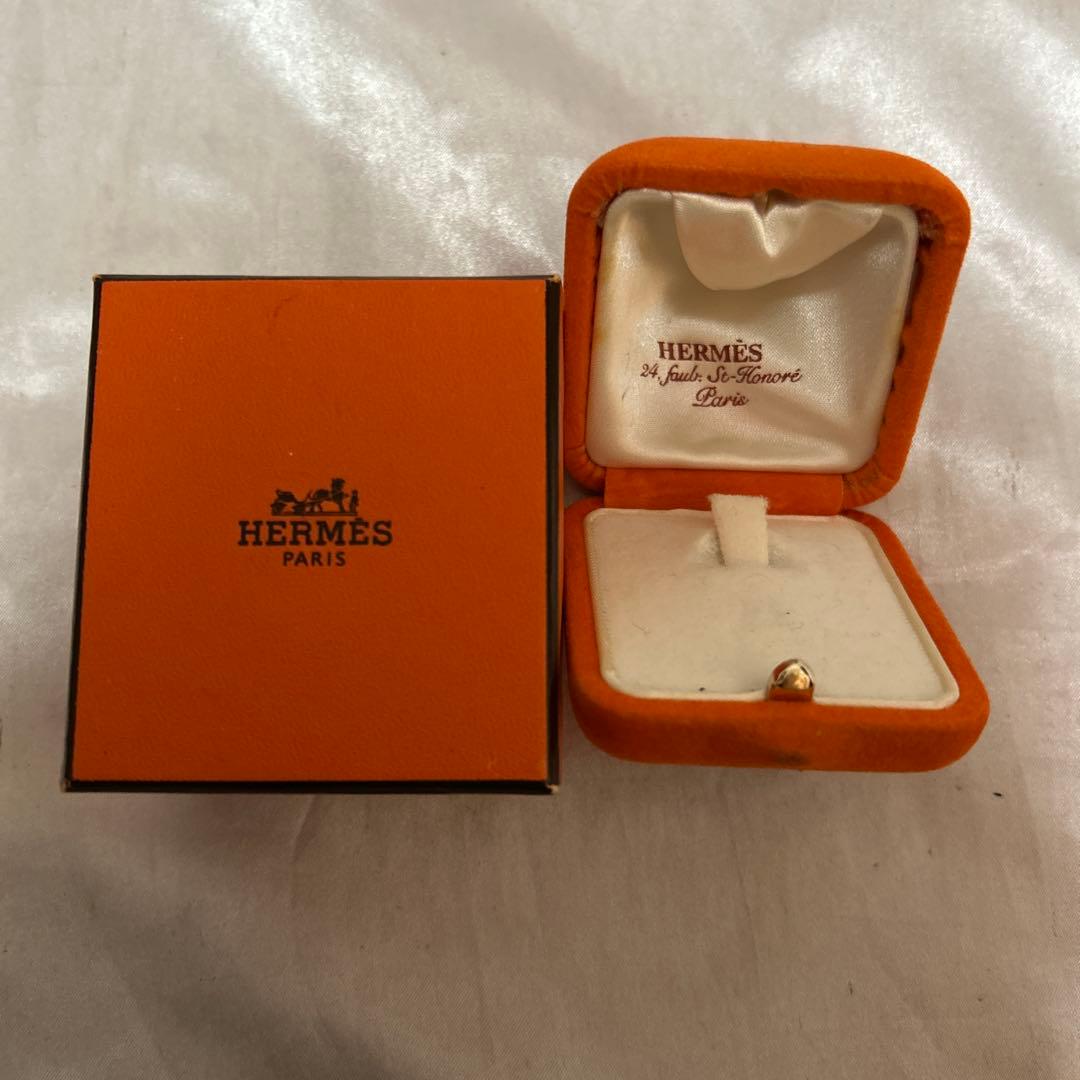 HERMÈS
PARIS
HERMÈS
24, faub. St-Honoré
Paris